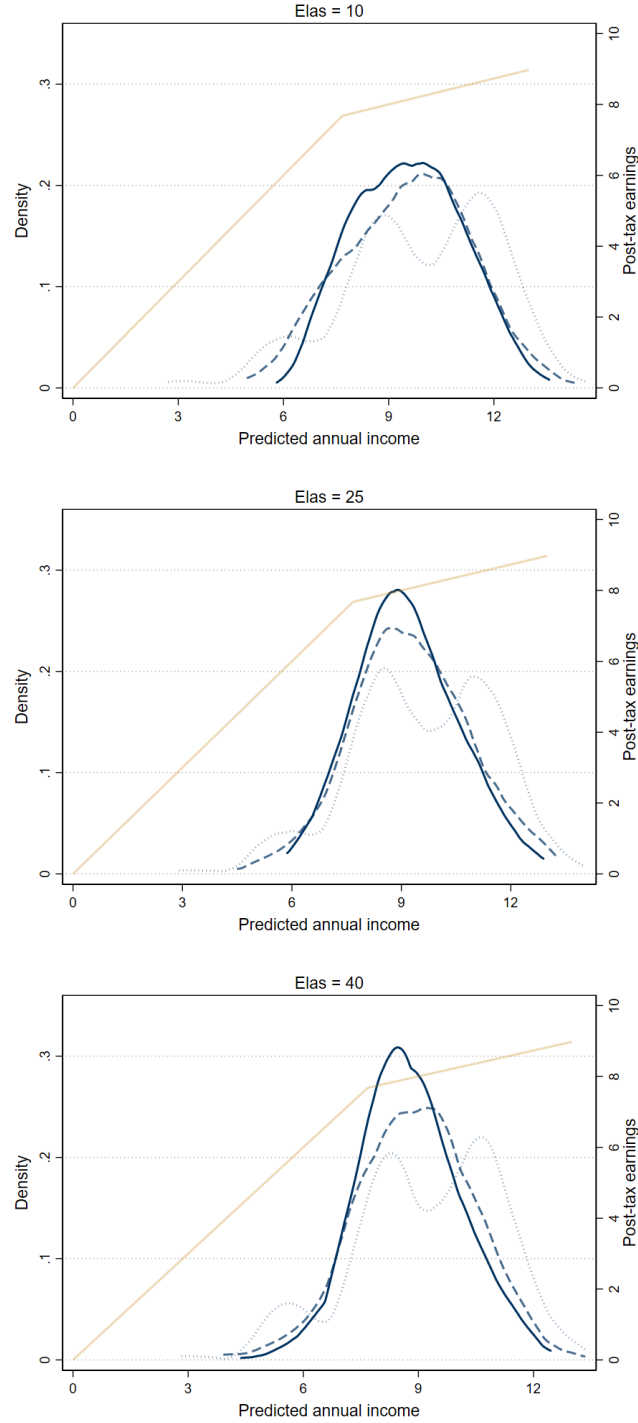 Elas = 10
Density
0
.1
.2
.3
0
2
4
6
8
10
Post-tax earnings
0 3 6 9 12
Predicted annual income
Elas = 25
Density
0
.1
.2
.3
0
2
4
6
8
10
Post-tax earnings
0 3 6 9 12
Predicted annual income
Elas = 40
Density
0
.1
.2
.3
0
2
4
6
8
10
Post-tax earnings
0 3 6 9 12
Predicted annual income